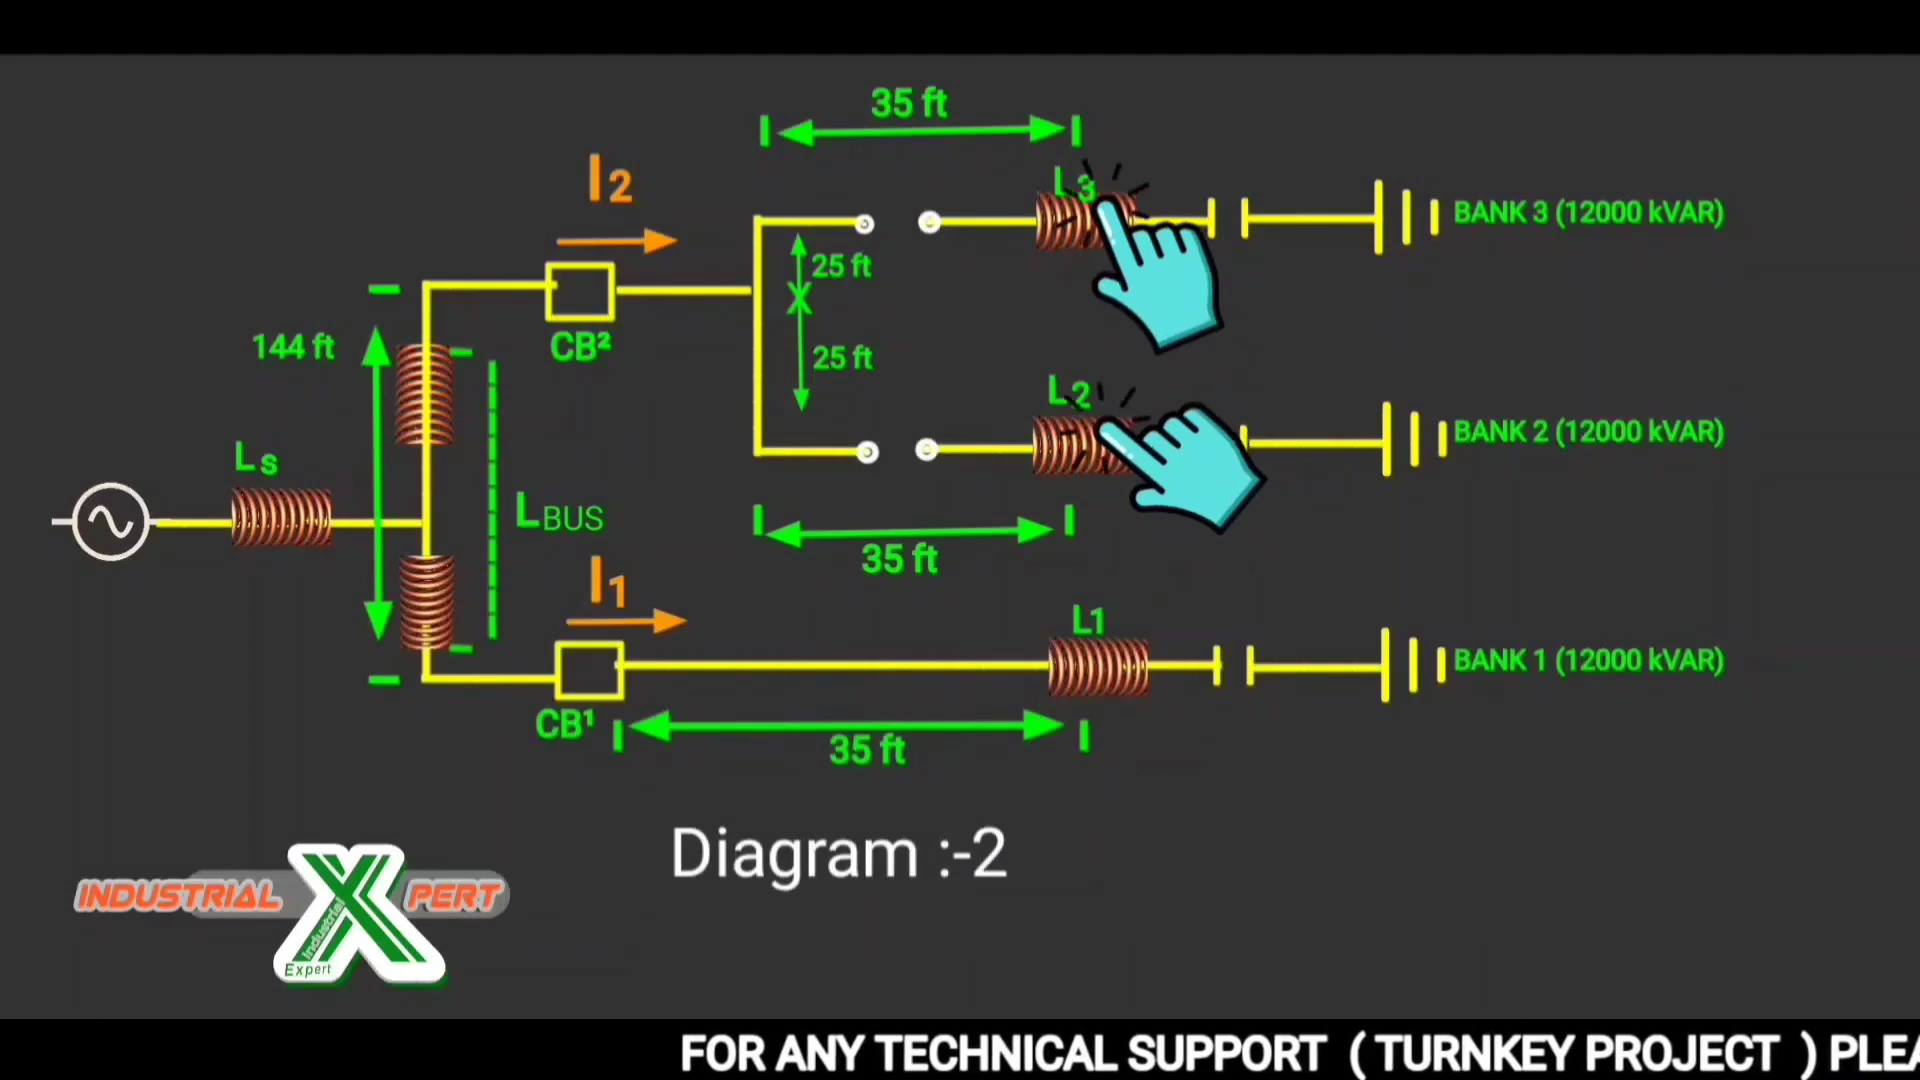 35 ft
I2
L3
BANK 3 (12000 kVAR)
25 ft
CB²
144 ft
25 ft
L2
BANK 2 (12000 kVAR)
Ls
LBUS
35 ft
I1
L1
BANK 1 (12000 kVAR)
CB¹
35 ft
Diagram :-2
INDUSTRIAL X PERT
Industrial
Expert
FOR ANY TECHNICAL SUPPORT ( TURNKEY PROJECT ) PLEA